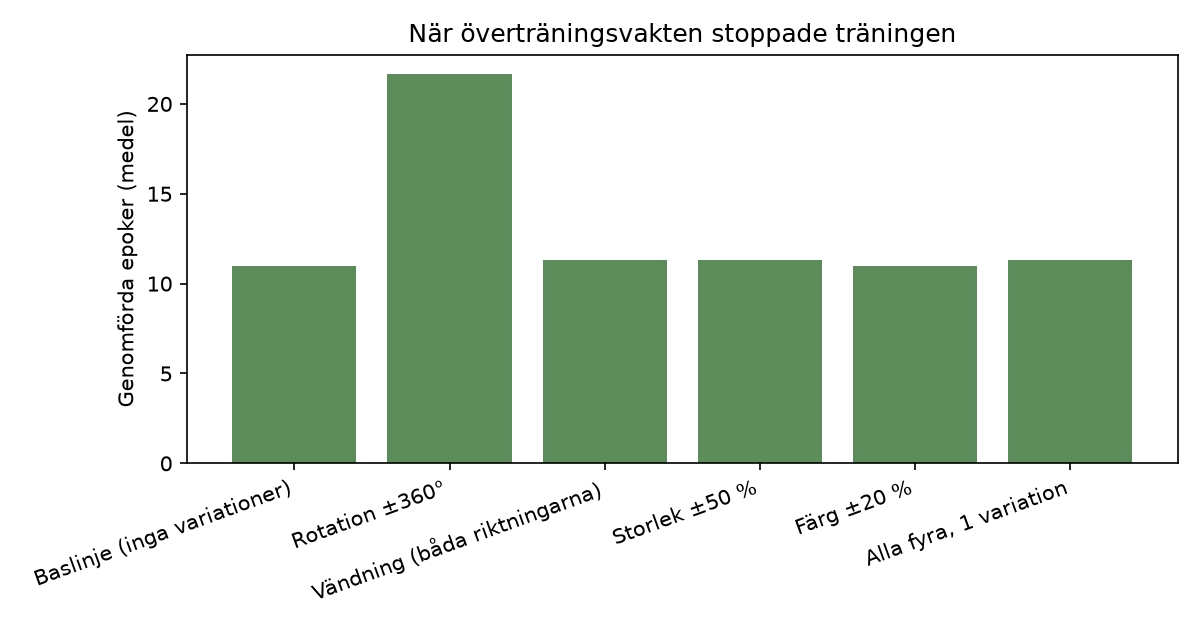 När överträningsvakten stoppade träningen
Genomförda epoker (medel)
20
15
10
5
0
Baslinje (inga variationer)
Rotation ±360°
Vändning (båda riktningarna)
Storlek ±50 %
Färg ±20 %
Alla fyra, 1 variation